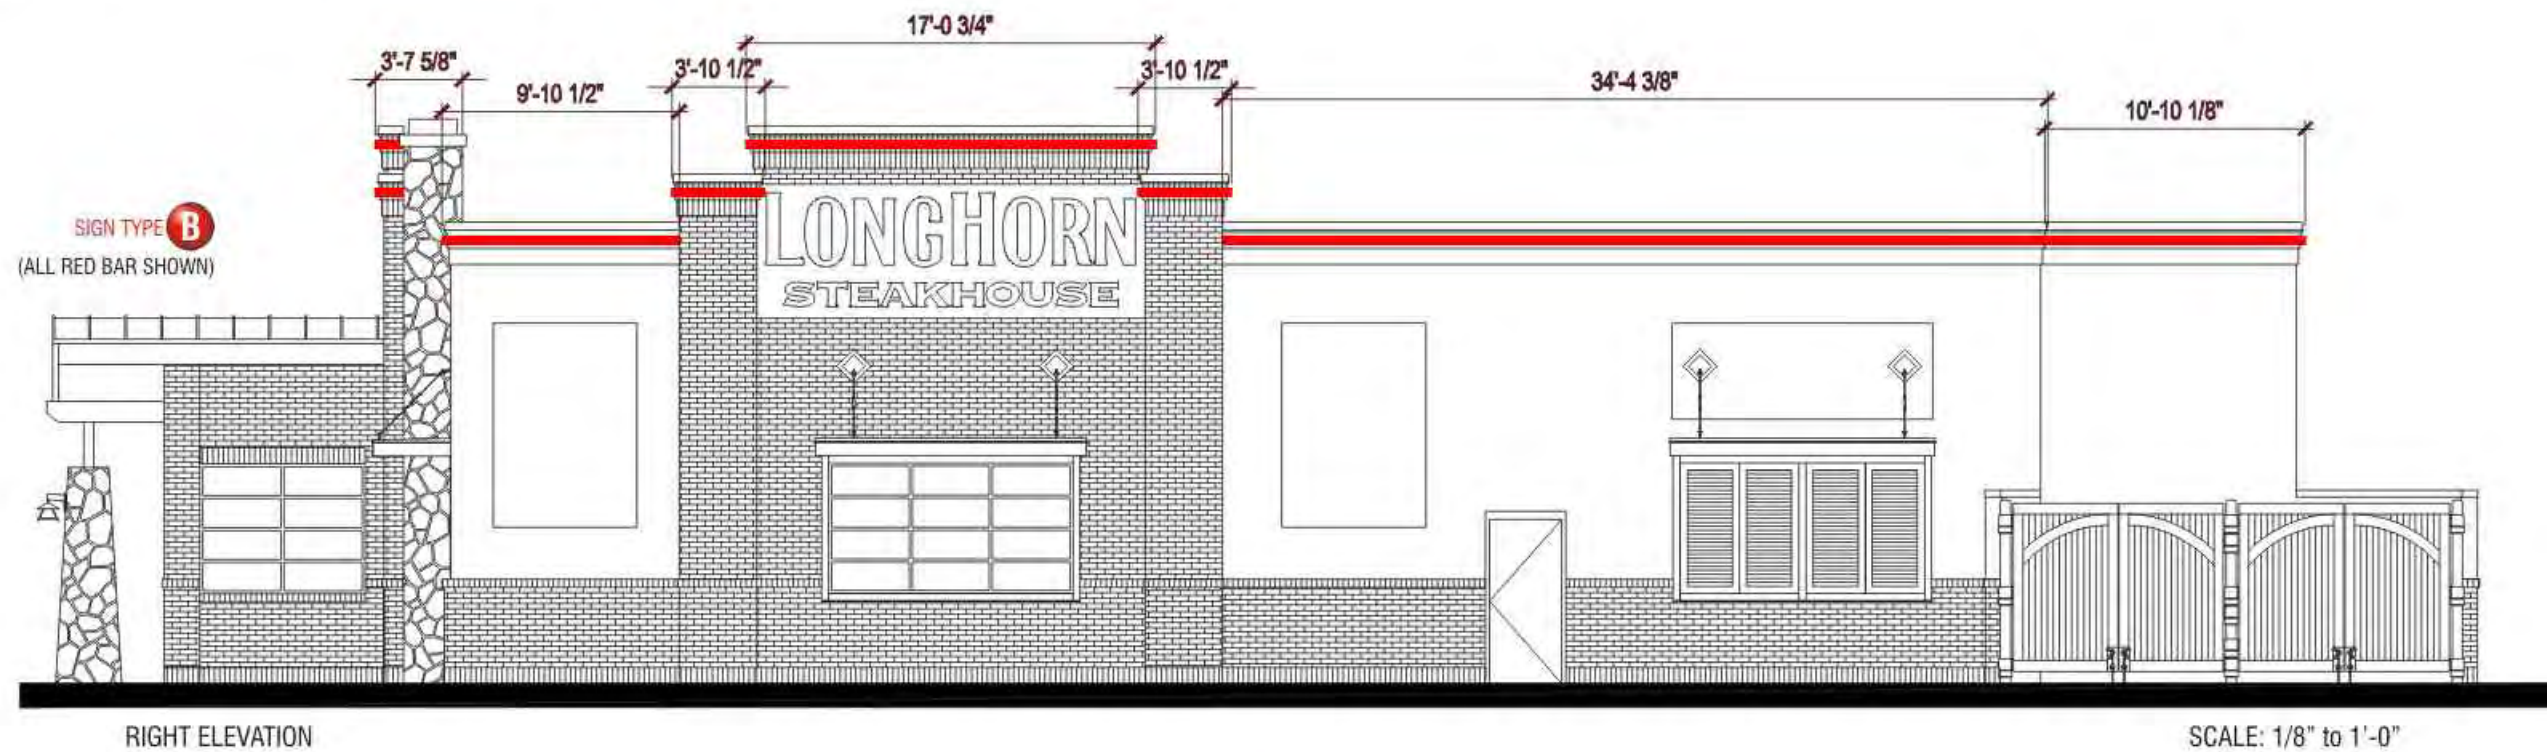 17'-0 3/4"
3'-7 5/8"
3'-10 1/2"
3'-10 1/2"
34'-4 3/8"
9'-10 1/2"
10'-10 1/8"
SIGN TYPE B
(ALL RED BAR SHOWN)
LONGHORN
STEAKHOUSE
RIGHT ELEVATION
SCALE: 1/8" to 1'-0"